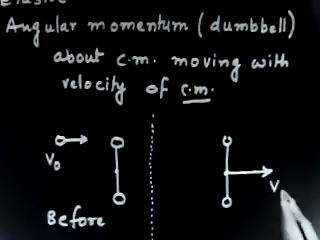 Angular momentum (dumbbell)
about c.m. moving with
velocity of c.m.
V₀
V
Before